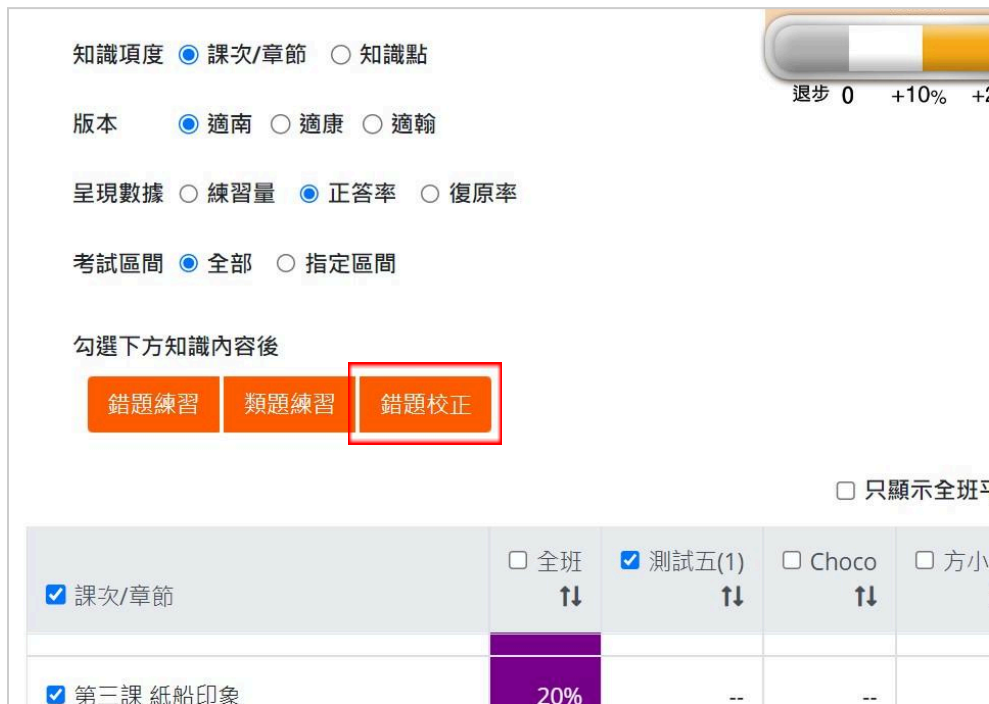 知識項度 課次/章節 知識點
退步 0 +10%
版本 適南 適康 適翰
呈現數據 練習量 正答率 復原率
考試區間 全部 指定區間
勾選下方知識內容後
錯題練習 類題練習 錯題校正
只顯示全班
課次/章節 全班 測試五(1) Choco 方小
第三課 紙船印象 20% -- --